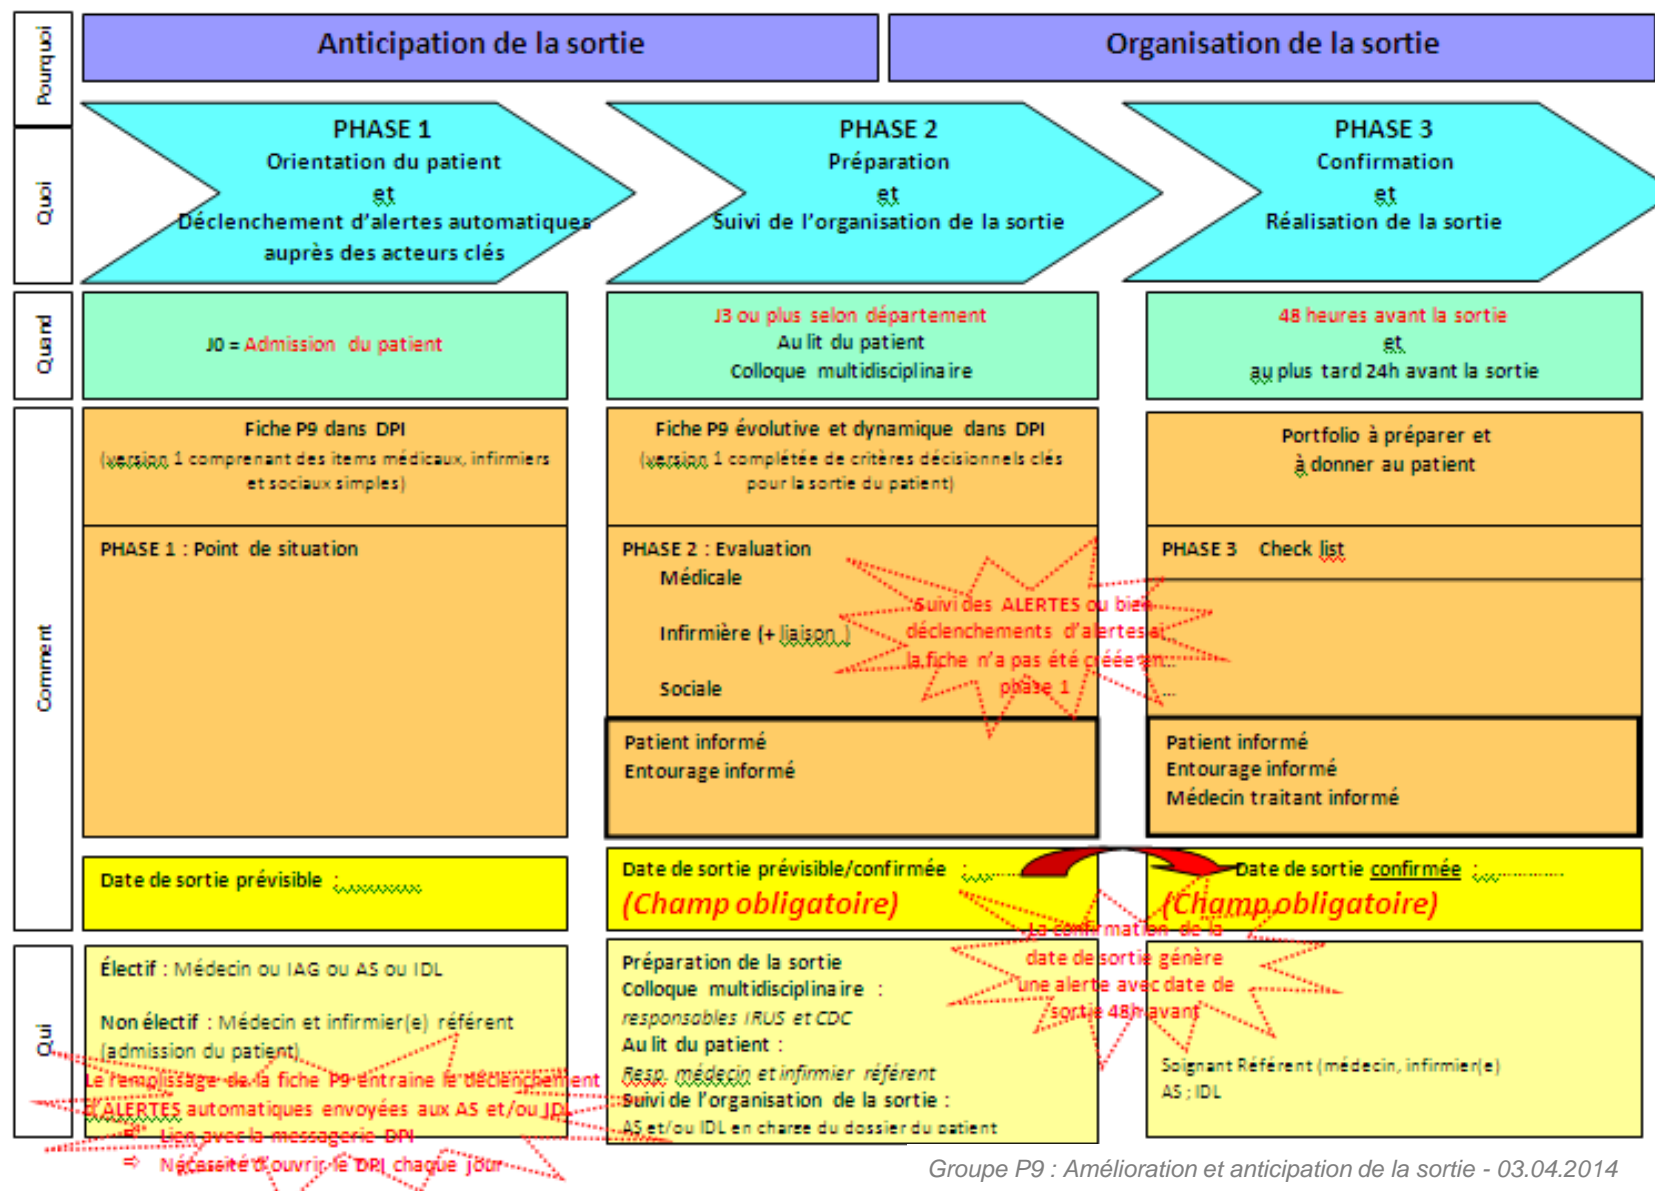 Pourquoi
Anticipation de la sortie
Organisation de la sortie
Quoi
PHASE 1
Orientation du patient
et
Déclenchement d'alertes automatiques
auprès des acteurs clés
PHASE 2
Préparation
et
Suivi de l'organisation de la sortie
PHASE 3
Confirmation
et
Réalisation de la sortie
Quand
J0 = Admission du patient
J3 ou plus selon département
Au lit du patient
Colloque multidisciplinaire
48 heures avant la sortie
et
au plus tard 24h avant la sortie
Comment
Fiche P9 dans DPI
(version 1 comprenant des items médicaux, infirmiers
et sociaux simples)
PHASE 1 : Point de situation
Date de sortie prévisible :............
Fiche P9 évolutive et dynamique dans DPI
(version 1 complétée de critères décisionnels clés
pour la sortie du patient)
PHASE 2 : Evaluation
Médicale
Infirmière (+ liaison )
Sociale
Suivi des ALERTES ou bien
déclenchements d'alertes si
la fiche n'a pas été créée en
phase 1
Patient informé
Entourage informé
Date de sortie prévisible/confirmée :............
(Champ obligatoire)
Portfolio à préparer et
à donner au patient
PHASE 3 Check list
...
...
Patient informé
Entourage informé
Médecin traitant informé
Date de sortie confirmée :..................
(Champ obligatoire)
La confirmation de la
date de sortie génère
une alerte avec date de
sortie 48h avant
Qui
Électif : Médecin ou IAG ou AS ou IDL
Non électif : Médecin et infirmier(e) référent
(admission du patient)
Le remplissage de la fiche P9 entraine le déclenchement
d'ALERTES automatiques envoyées aux AS et/ou IDL
⇨ Lien avec la messagerie DPI
⇨ Nécessité d'ouvrir le DPI chaque jour
Préparation de la sortie
Colloque multidisciplinaire :
responsables IRUS et CDC
Au lit du patient :
Resp. médecin et infirmier référent
Suivi de l'organisation de la sortie :
AS et/ou IDL en charge du dossier du patient
Soignant Référent (médecin, infirmier(e)
AS ; IDL
Groupe P9 : Amélioration et anticipation de la sortie - 03.04.2014